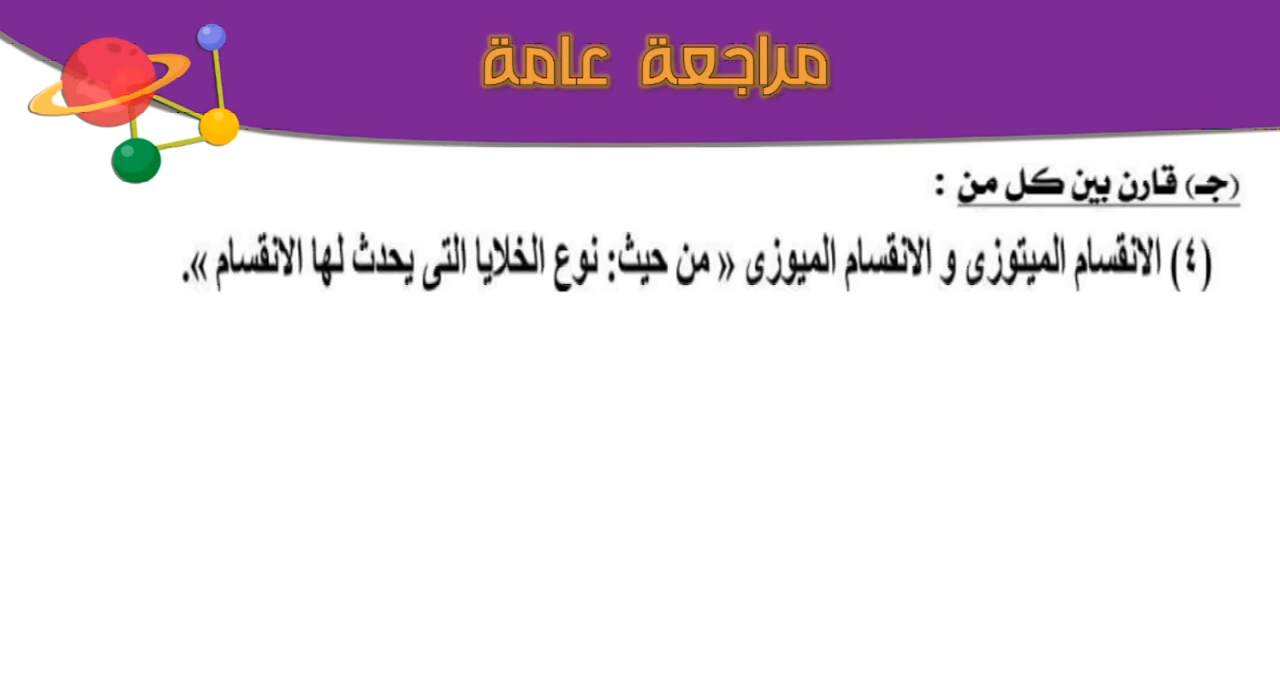 مراجعة عامة
(جـ) قارن بين كل من :
(٤) الانقسام الميتوزى و الانقسام الميوزى « من حيث: نوع الخلايا التى يحدث لها الانقسام ».